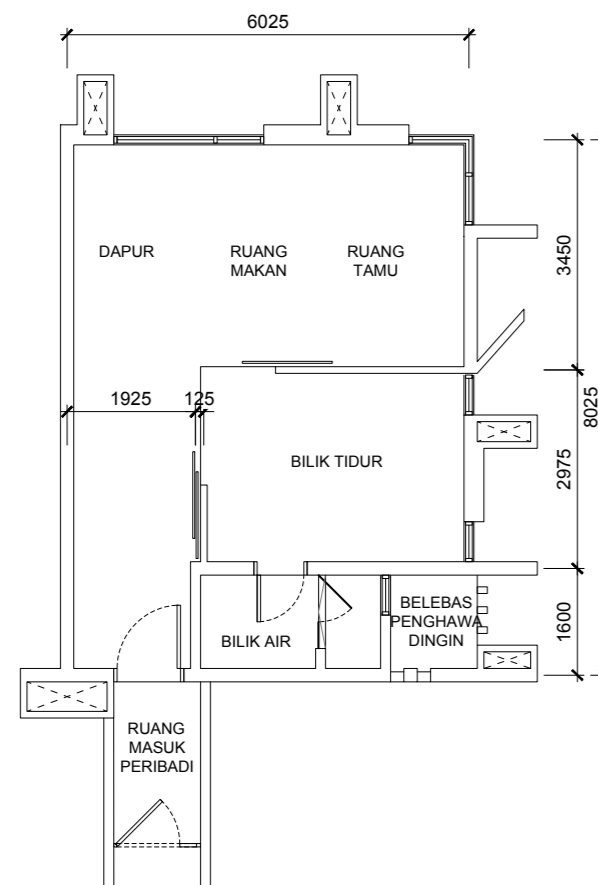 6025
DAPUR
RUANG
MAKAN
RUANG
TAMU
3450
1925
125
8025
BILIK TIDUR
2975
BILIK AIR
BELEBAS
PENGHAWA
DINGIN
1600
RUANG
MASUK
PERIBADI